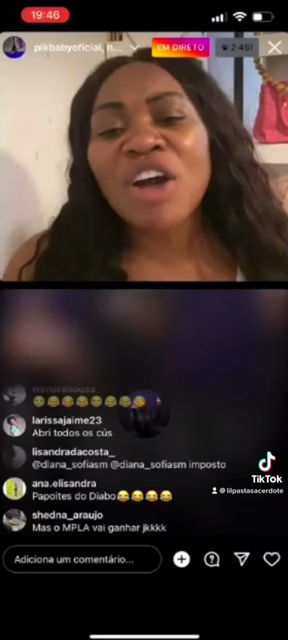 19:46
pikbabyoficial, n...
EM DIRETO
2 451
larissajaime23
Abri todos os cús
lisandradacosta_
@diana_sofiasm @diana_sofiasm imposto
ana.elisandra
Papoites do Diabo😂😂😂😂
shedna_araujo
Mas o MPLA vai ganhar jkkkk
TikTok
@lilpastasacerdote
Adiciona um comentário...